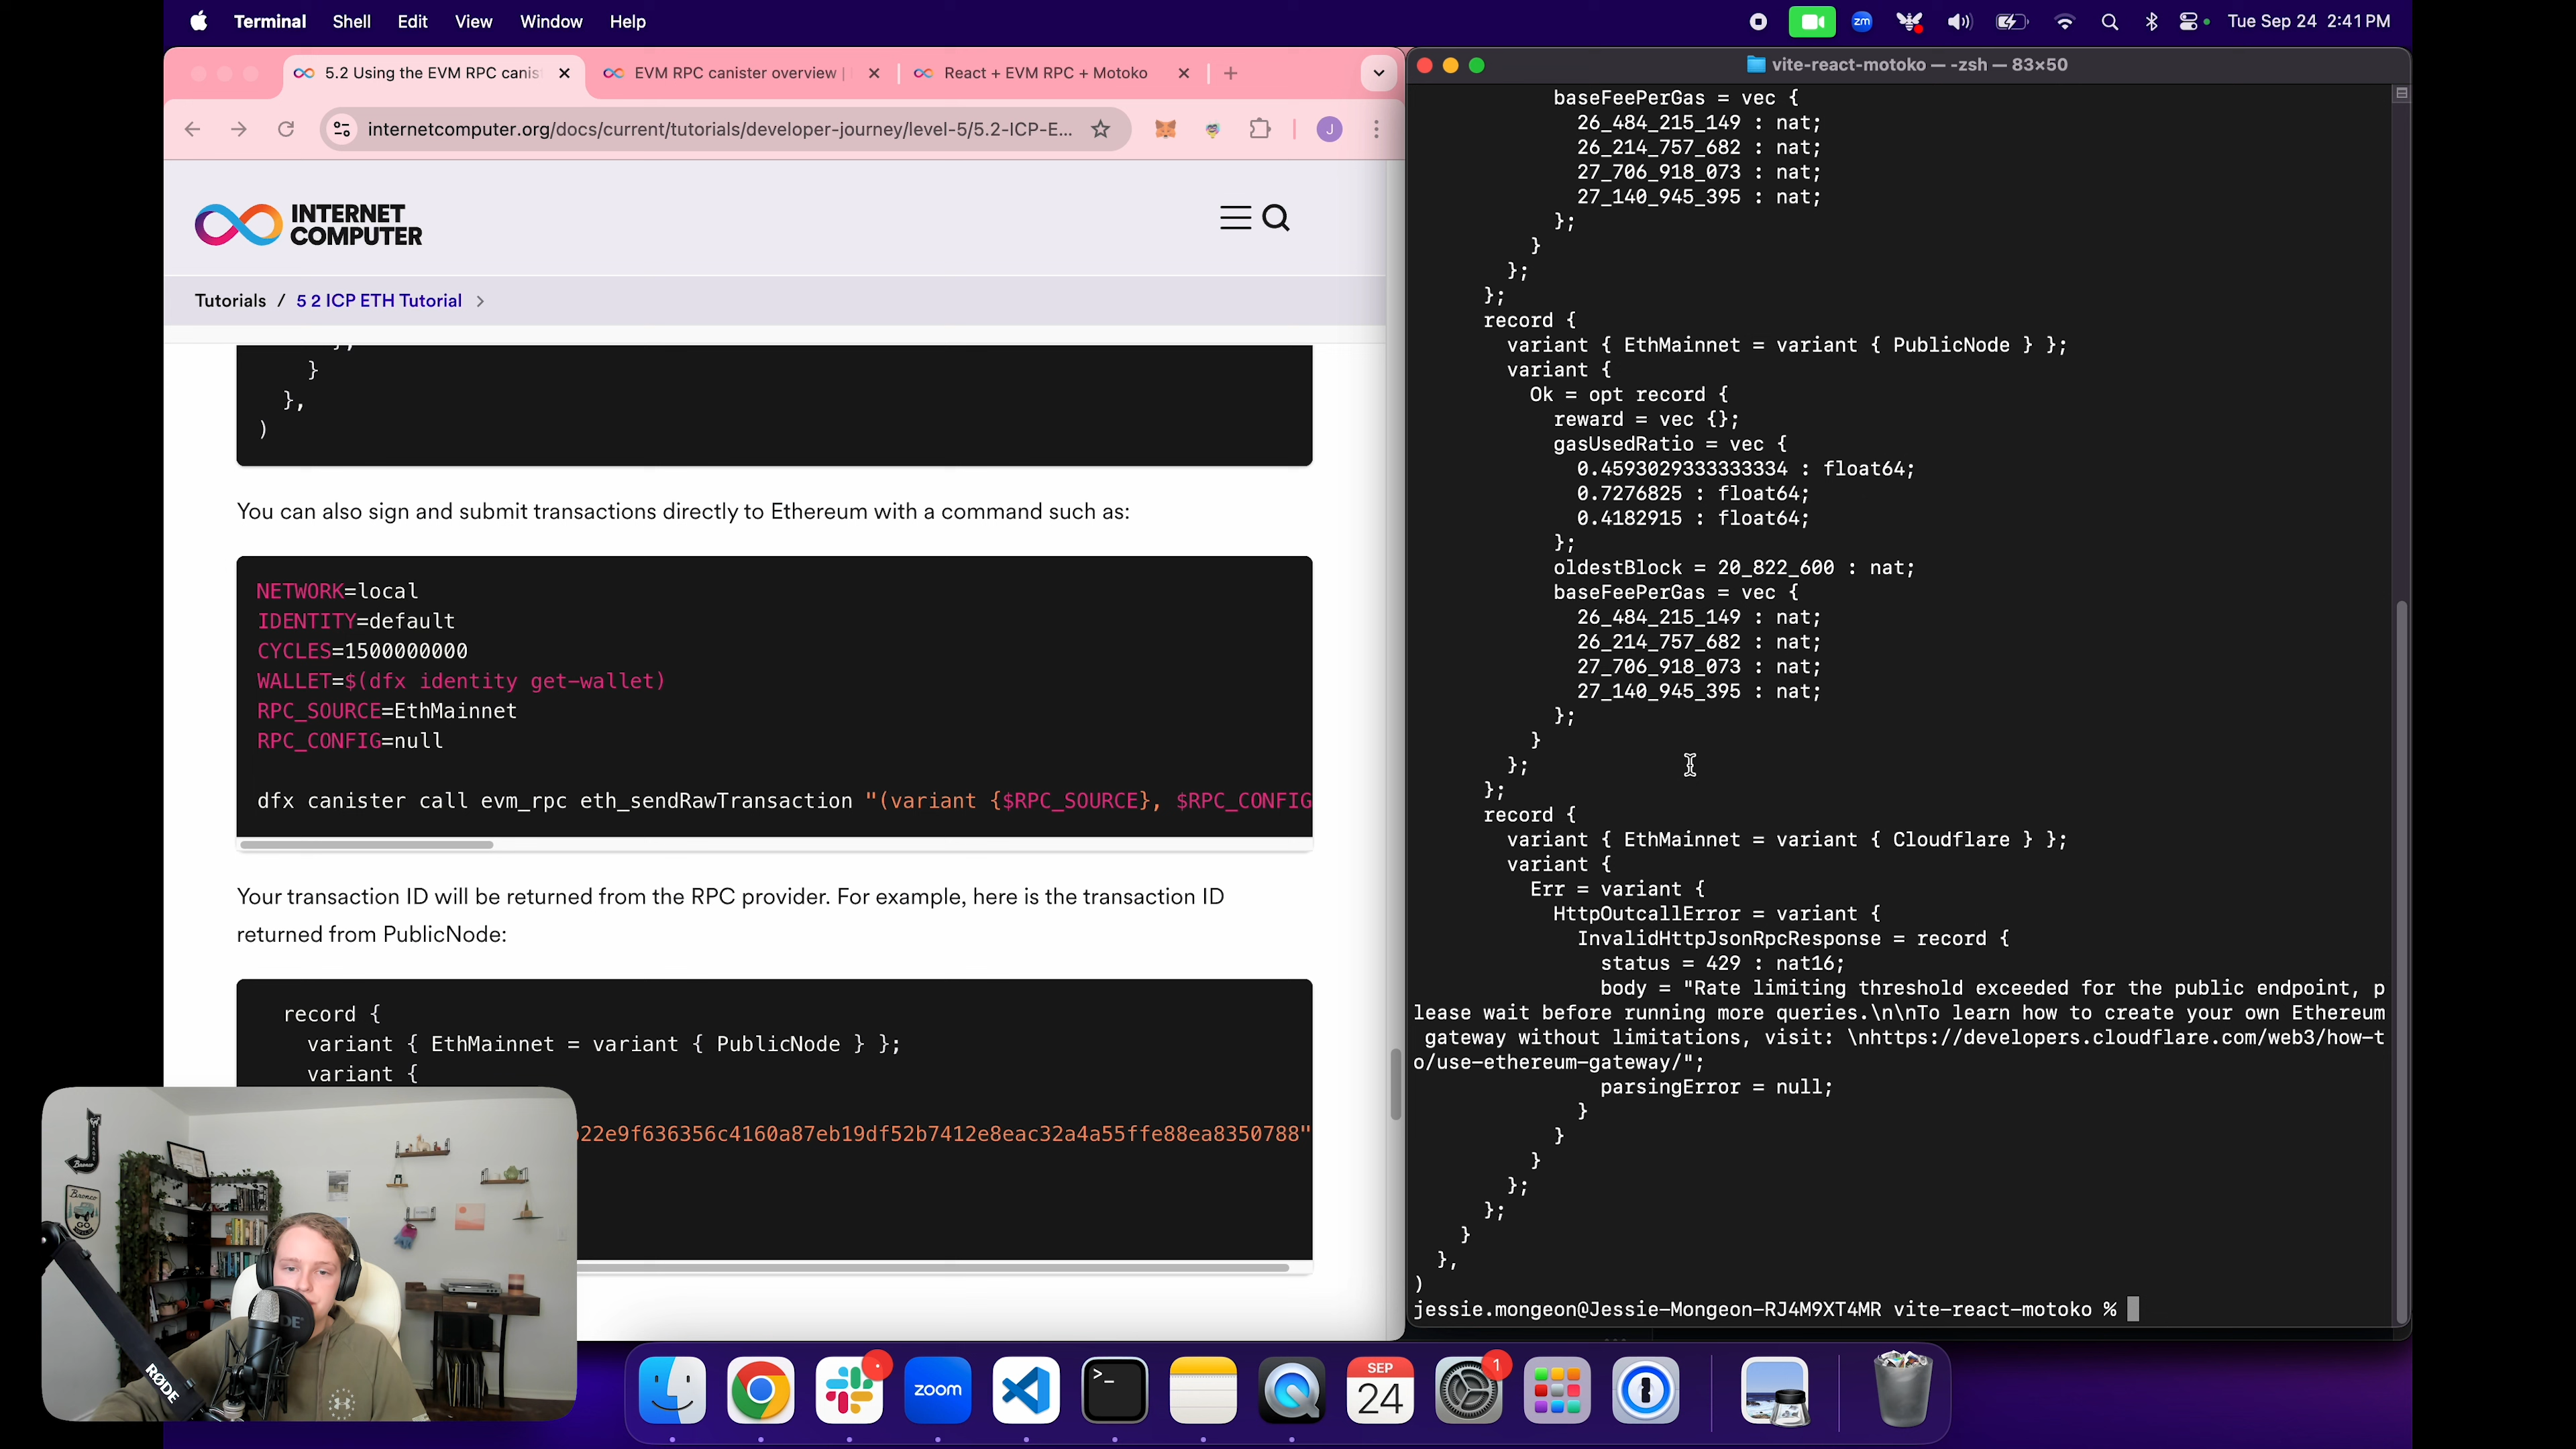 Terminal Shell Edit View Window Help
zm
Tue Sep 24 2:41 PM
5.2 Using the EVM RPC canis
EVM RPC canister overview |
React + EVM RPC + Motoko
internetcomputer.org/docs/current/tutorials/developer-journey/level-5/5.2-ICP-E...
J
INTERNET
COMPUTER
Tutorials / 5 2 ICP ETH Tutorial >
}
},
)
You can also sign and submit transactions directly to Ethereum with a command such as:
NETWORK=local
IDENTITY=default
CYCLES=1500000000
WALLET=$(dfx identity get-wallet)
RPC_SOURCE=EthMainnet
RPC_CONFIG=null
dfx canister call evm_rpc eth_sendRawTransaction "(variant {$RPC_SOURCE}, $RPC_CONFIG
Your transaction ID will be returned from the RPC provider. For example, here is the transaction ID
returned from PublicNode:
record {
variant { EthMainnet = variant { PublicNode } };
variant {
22e9f636356c4160a87eb19df52b7412e8eac32a4a55ffe88ea8350788"
vite-react-motoko — -zsh — 83×50
baseFeePerGas = vec {
26_484_215_149 : nat;
26_214_757_682 : nat;
27_706_918_073 : nat;
27_140_945_395 : nat;
};
}
};
};
record {
variant { EthMainnet = variant { PublicNode } };
variant {
Ok = opt record {
reward = vec {};
gasUsedRatio = vec {
0.4593029333333334 : float64;
0.7276825 : float64;
0.4182915 : float64;
};
oldestBlock = 20_822_600 : nat;
baseFeePerGas = vec {
26_484_215_149 : nat;
26_214_757_682 : nat;
27_706_918_073 : nat;
27_140_945_395 : nat;
};
}
};
};
record {
variant { EthMainnet = variant { Cloudflare } };
variant {
Err = variant {
HttpOutcallError = variant {
InvalidHttpJsonRpcResponse = record {
status = 429 : nat16;
body = "Rate limiting threshold exceeded for the public endpoint, p
lease wait before running more queries.\n\nTo learn how to create your own Ethereum
gateway without limitations, visit: \nhttps://developers.cloudflare.com/web3/how-t
o/use-ethereum-gateway/";
parsingError = null;
}
}
}
};
};
}
},
)
jessie.mongeon@Jessie-Mongeon-RJ4M9XT4MR vite-react-motoko %
Bronco
GO
RØDE
zoom
>_
SEP
24
1